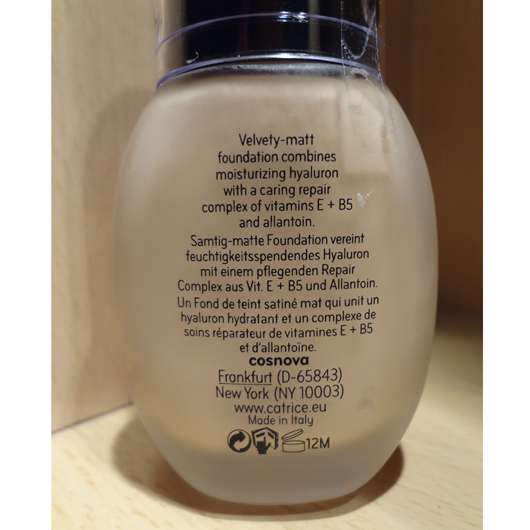 Velvety-matt
foundation combines
moisturizing hyaluron
with a caring repair
complex of vitamins E + B5
and allantoin.
Samtig-matte Foundation vereint
feuchtigkeitsspendendes Hyaluron
mit einem pflegenden Repair
Complex aus Vit. E + B5 und Allantoin.
Un Fond de teint satiné mat qui unit un
hyaluron hydratant et un complexe de
soins réparateur de vitamines E + B5
et d'allantoïne.
cosnova
Frankfurt (D-65843)
New York (NY 10003)
www.catrice.eu
Made in Italy
12M